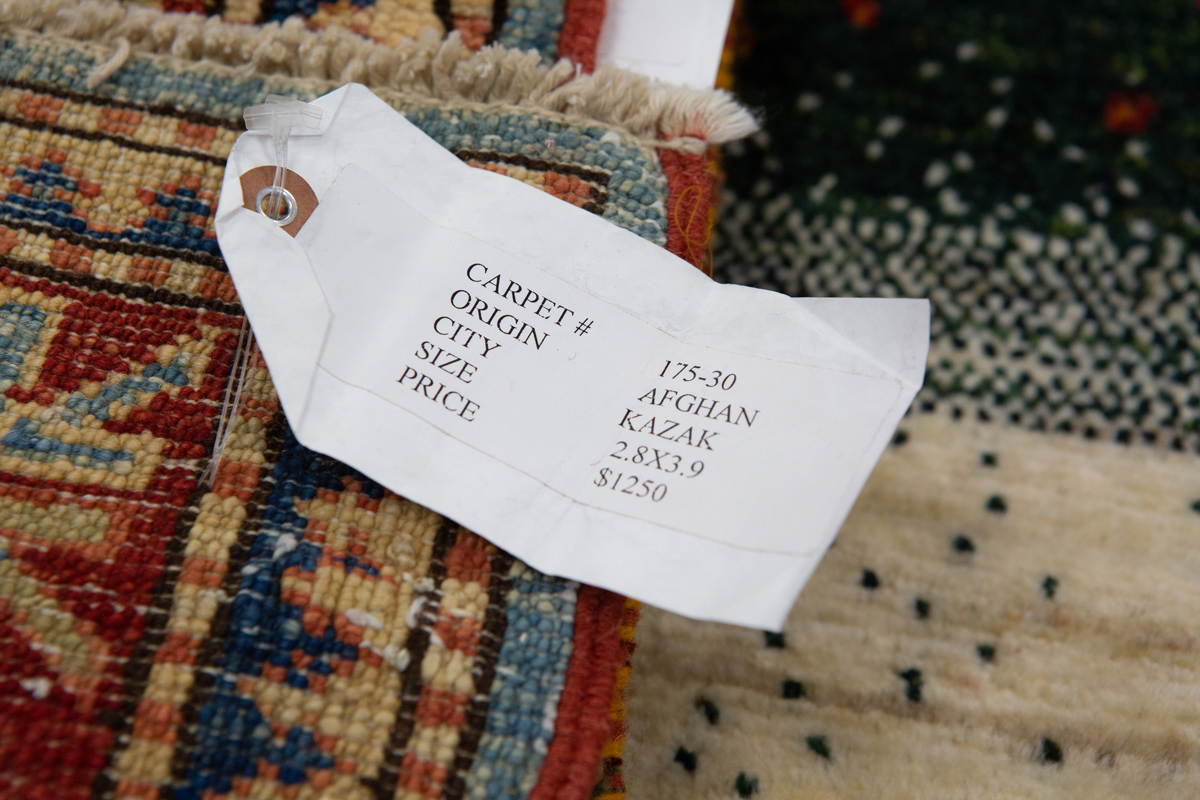 CARPET # 175-30
ORIGIN AFGHAN
CITY KAZAK
SIZE 2.8X3.9
PRICE $1250